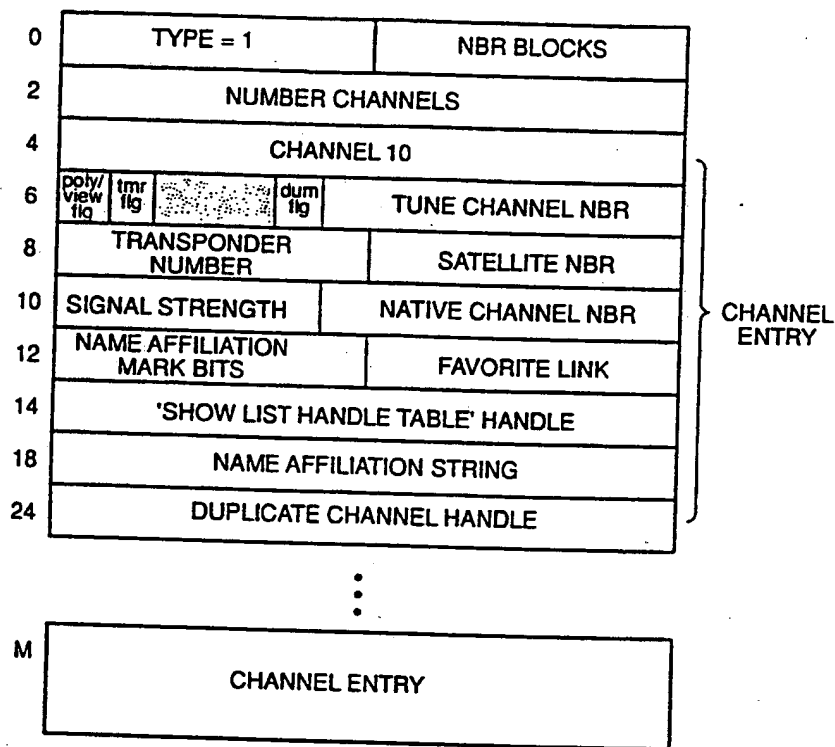 0 TYPE = 1 NBR BLOCKS
2 NUMBER CHANNELS
4 CHANNEL 10
6 poly/ view flg tmr flg dum flg TUNE CHANNEL NBR
8 TRANSPONDER NUMBER SATELLITE NBR
10 SIGNAL STRENGTH NATIVE CHANNEL NBR
12 NAME AFFILIATION MARK BITS FAVORITE LINK
14 'SHOW LIST HANDLE TABLE' HANDLE
18 NAME AFFILIATION STRING
24 DUPLICATE CHANNEL HANDLE
CHANNEL
ENTRY
M CHANNEL ENTRY